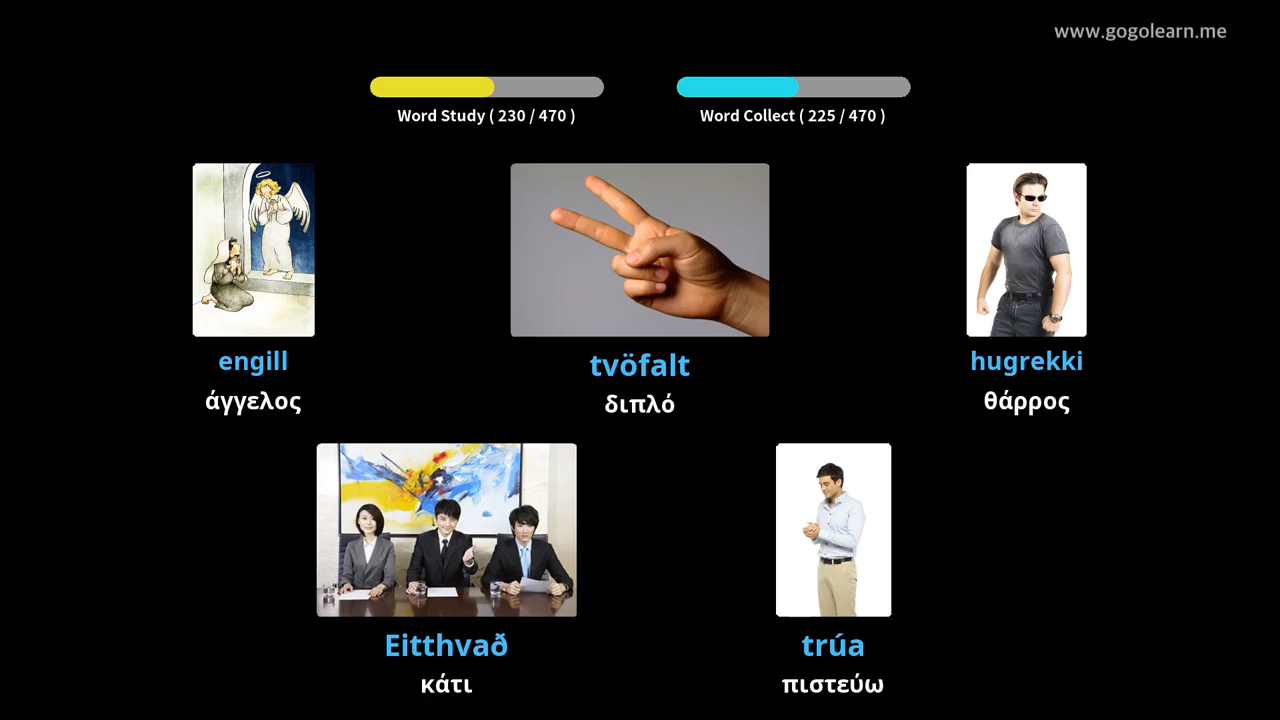 www.gogolearn.me
Word Study ( 230 / 470 )
Word Collect ( 225 / 470 )
engill
άγγελος
tvöfalt
διπλό
hugrekki
θάρρος
Eitthvað
κάτι
trúa
πιστεύω